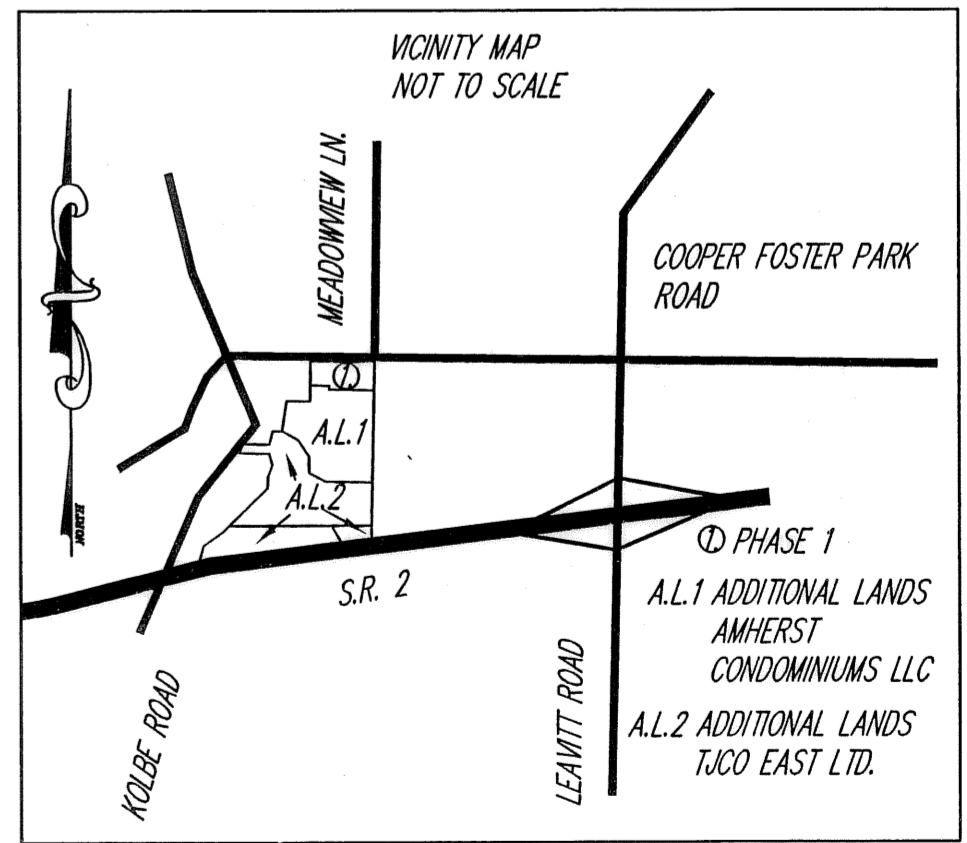 VICINITY MAP
NOT TO SCALE
MEADOWVIEW LN.
COOPER FOSTER PARK
ROAD
1
A.L.1
A.L.2
S.R. 2
NORTH
KOLBE ROAD
LEAVITT ROAD
1 PHASE 1
A.L.1 ADDITIONAL LANDS
AMHERST
CONDOMINIUMS LLC
A.L.2 ADDITIONAL LANDS
TJCO EAST LTD.